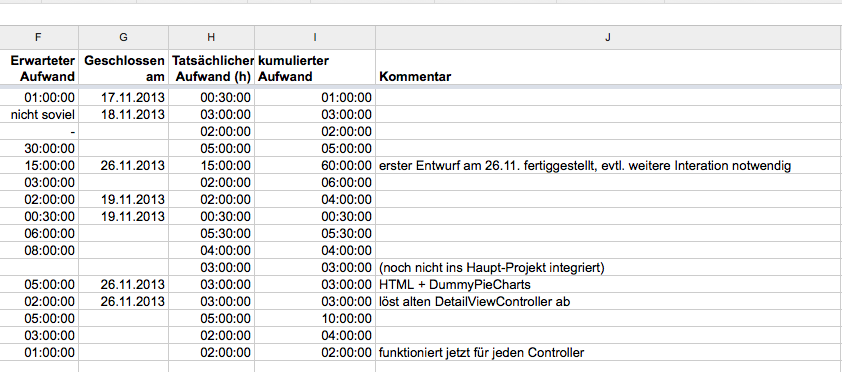 F G H I J
Erwarteter Geschlossen Tatsächlicher kumulierter
Aufwand am Aufwand (h) Aufwand Kommentar
01:00:00 17.11.2013 00:30:00 01:00:00
nicht soviel 18.11.2013 03:00:00 03:00:00
- 02:00:00 02:00:00
30:00:00 05:00:00 05:00:00
15:00:00 26.11.2013 15:00:00 60:00:00 erster Entwurf am 26.11. fertiggestellt, evtl. weitere Interation notwendig
03:00:00 02:00:00 06:00:00
02:00:00 19.11.2013 02:00:00 04:00:00
00:30:00 19.11.2013 00:30:00 00:30:00
06:00:00 05:30:00 05:30:00
08:00:00 04:00:00 04:00:00
03:00:00 03:00:00 (noch nicht ins Haupt-Projekt integriert)
05:00:00 26.11.2013 03:00:00 03:00:00 HTML + DummyPieCharts
02:00:00 26.11.2013 03:00:00 03:00:00 löst alten DetailViewController ab
05:00:00 05:00:00 10:00:00
03:00:00 02:00:00 04:00:00
01:00:00 02:00:00 02:00:00 funktioniert jetzt für jeden Controller